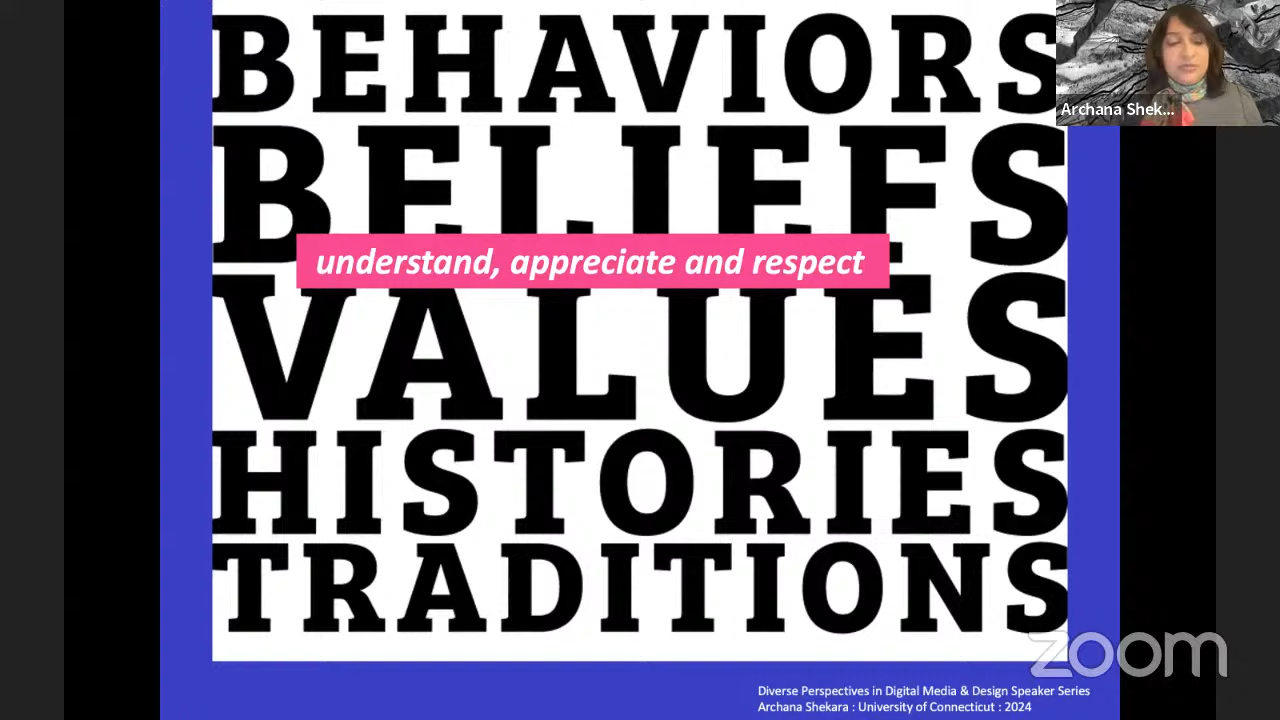 BEHAVIORS
Archana Shek...
BELIEFS
understand, appreciate and respect
VALUES
HISTORIES
TRADITIONS
zoom
Diverse Perspectives in Digital Media & Design Speaker Series
Archana Shekara : University of Connecticut : 2024